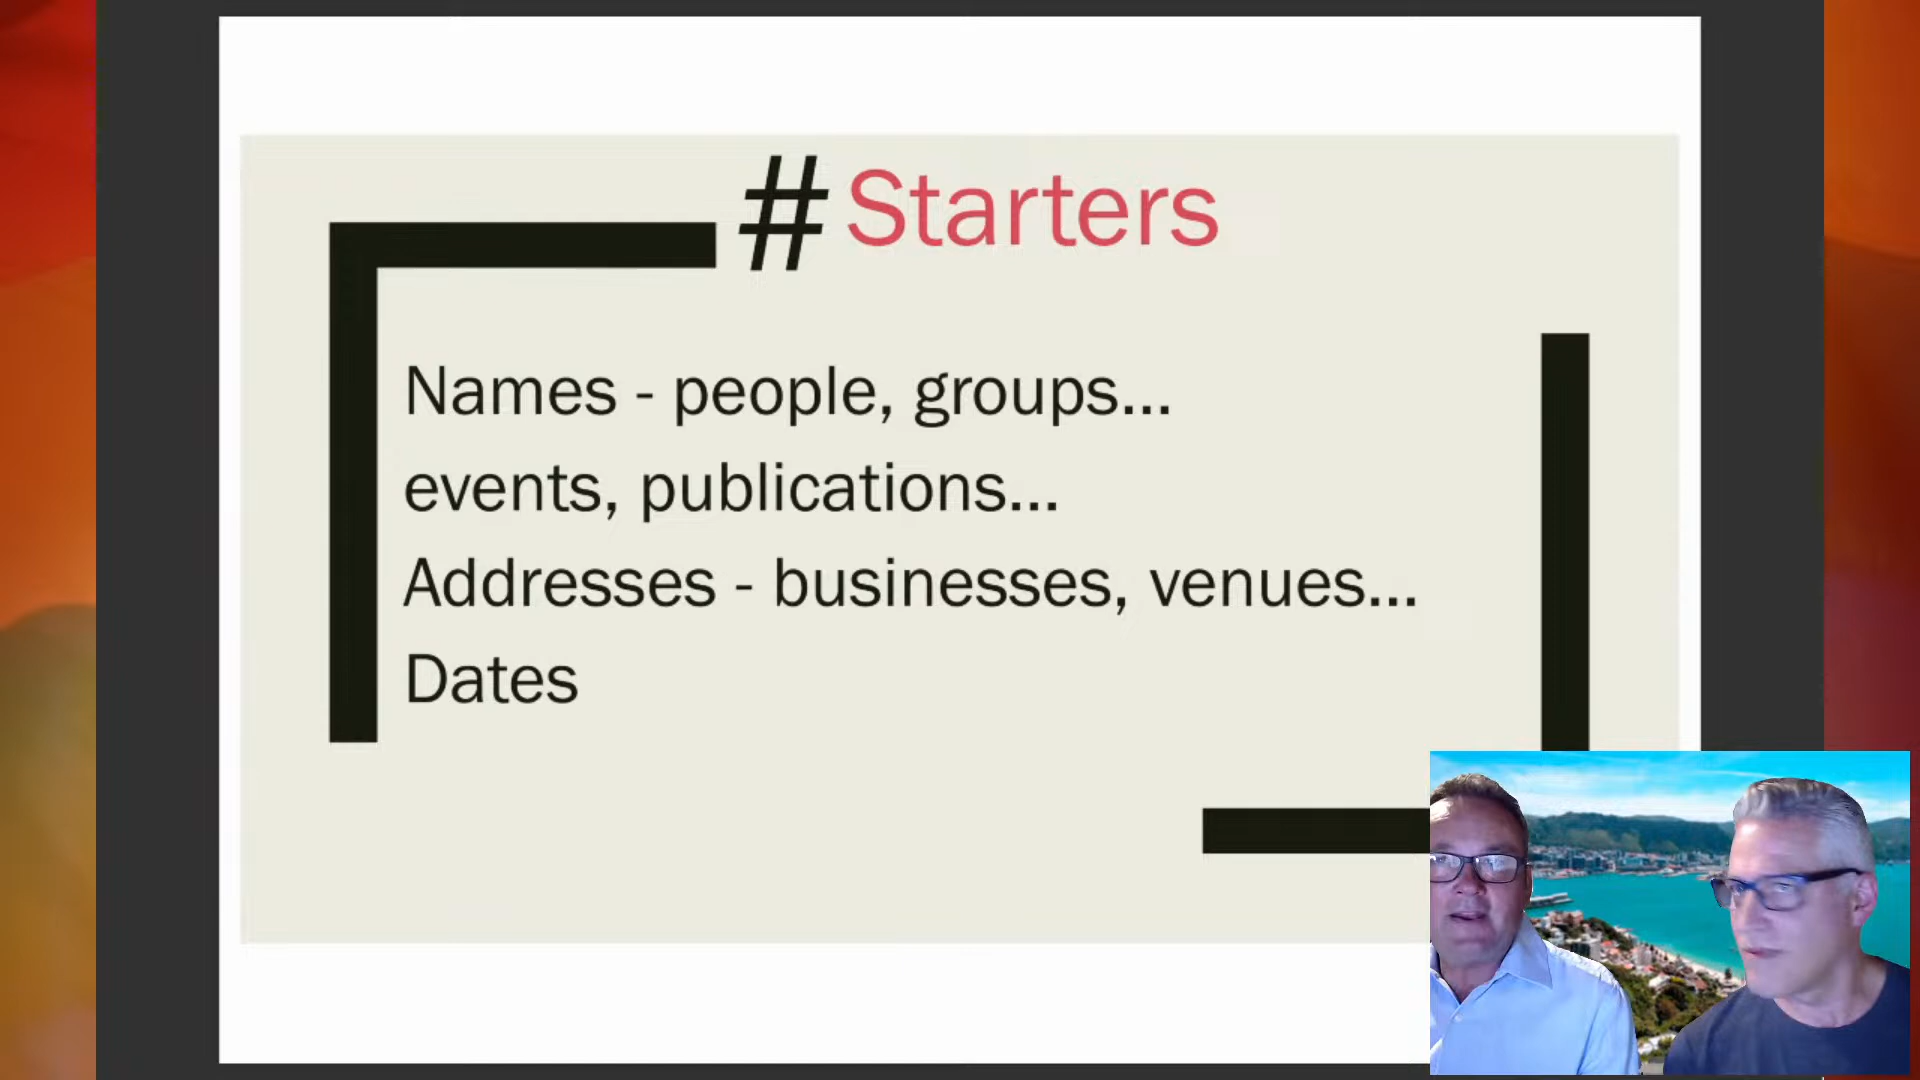 # Starters
Names - people, groups...
events, publications...
Addresses - businesses, venues...
Dates